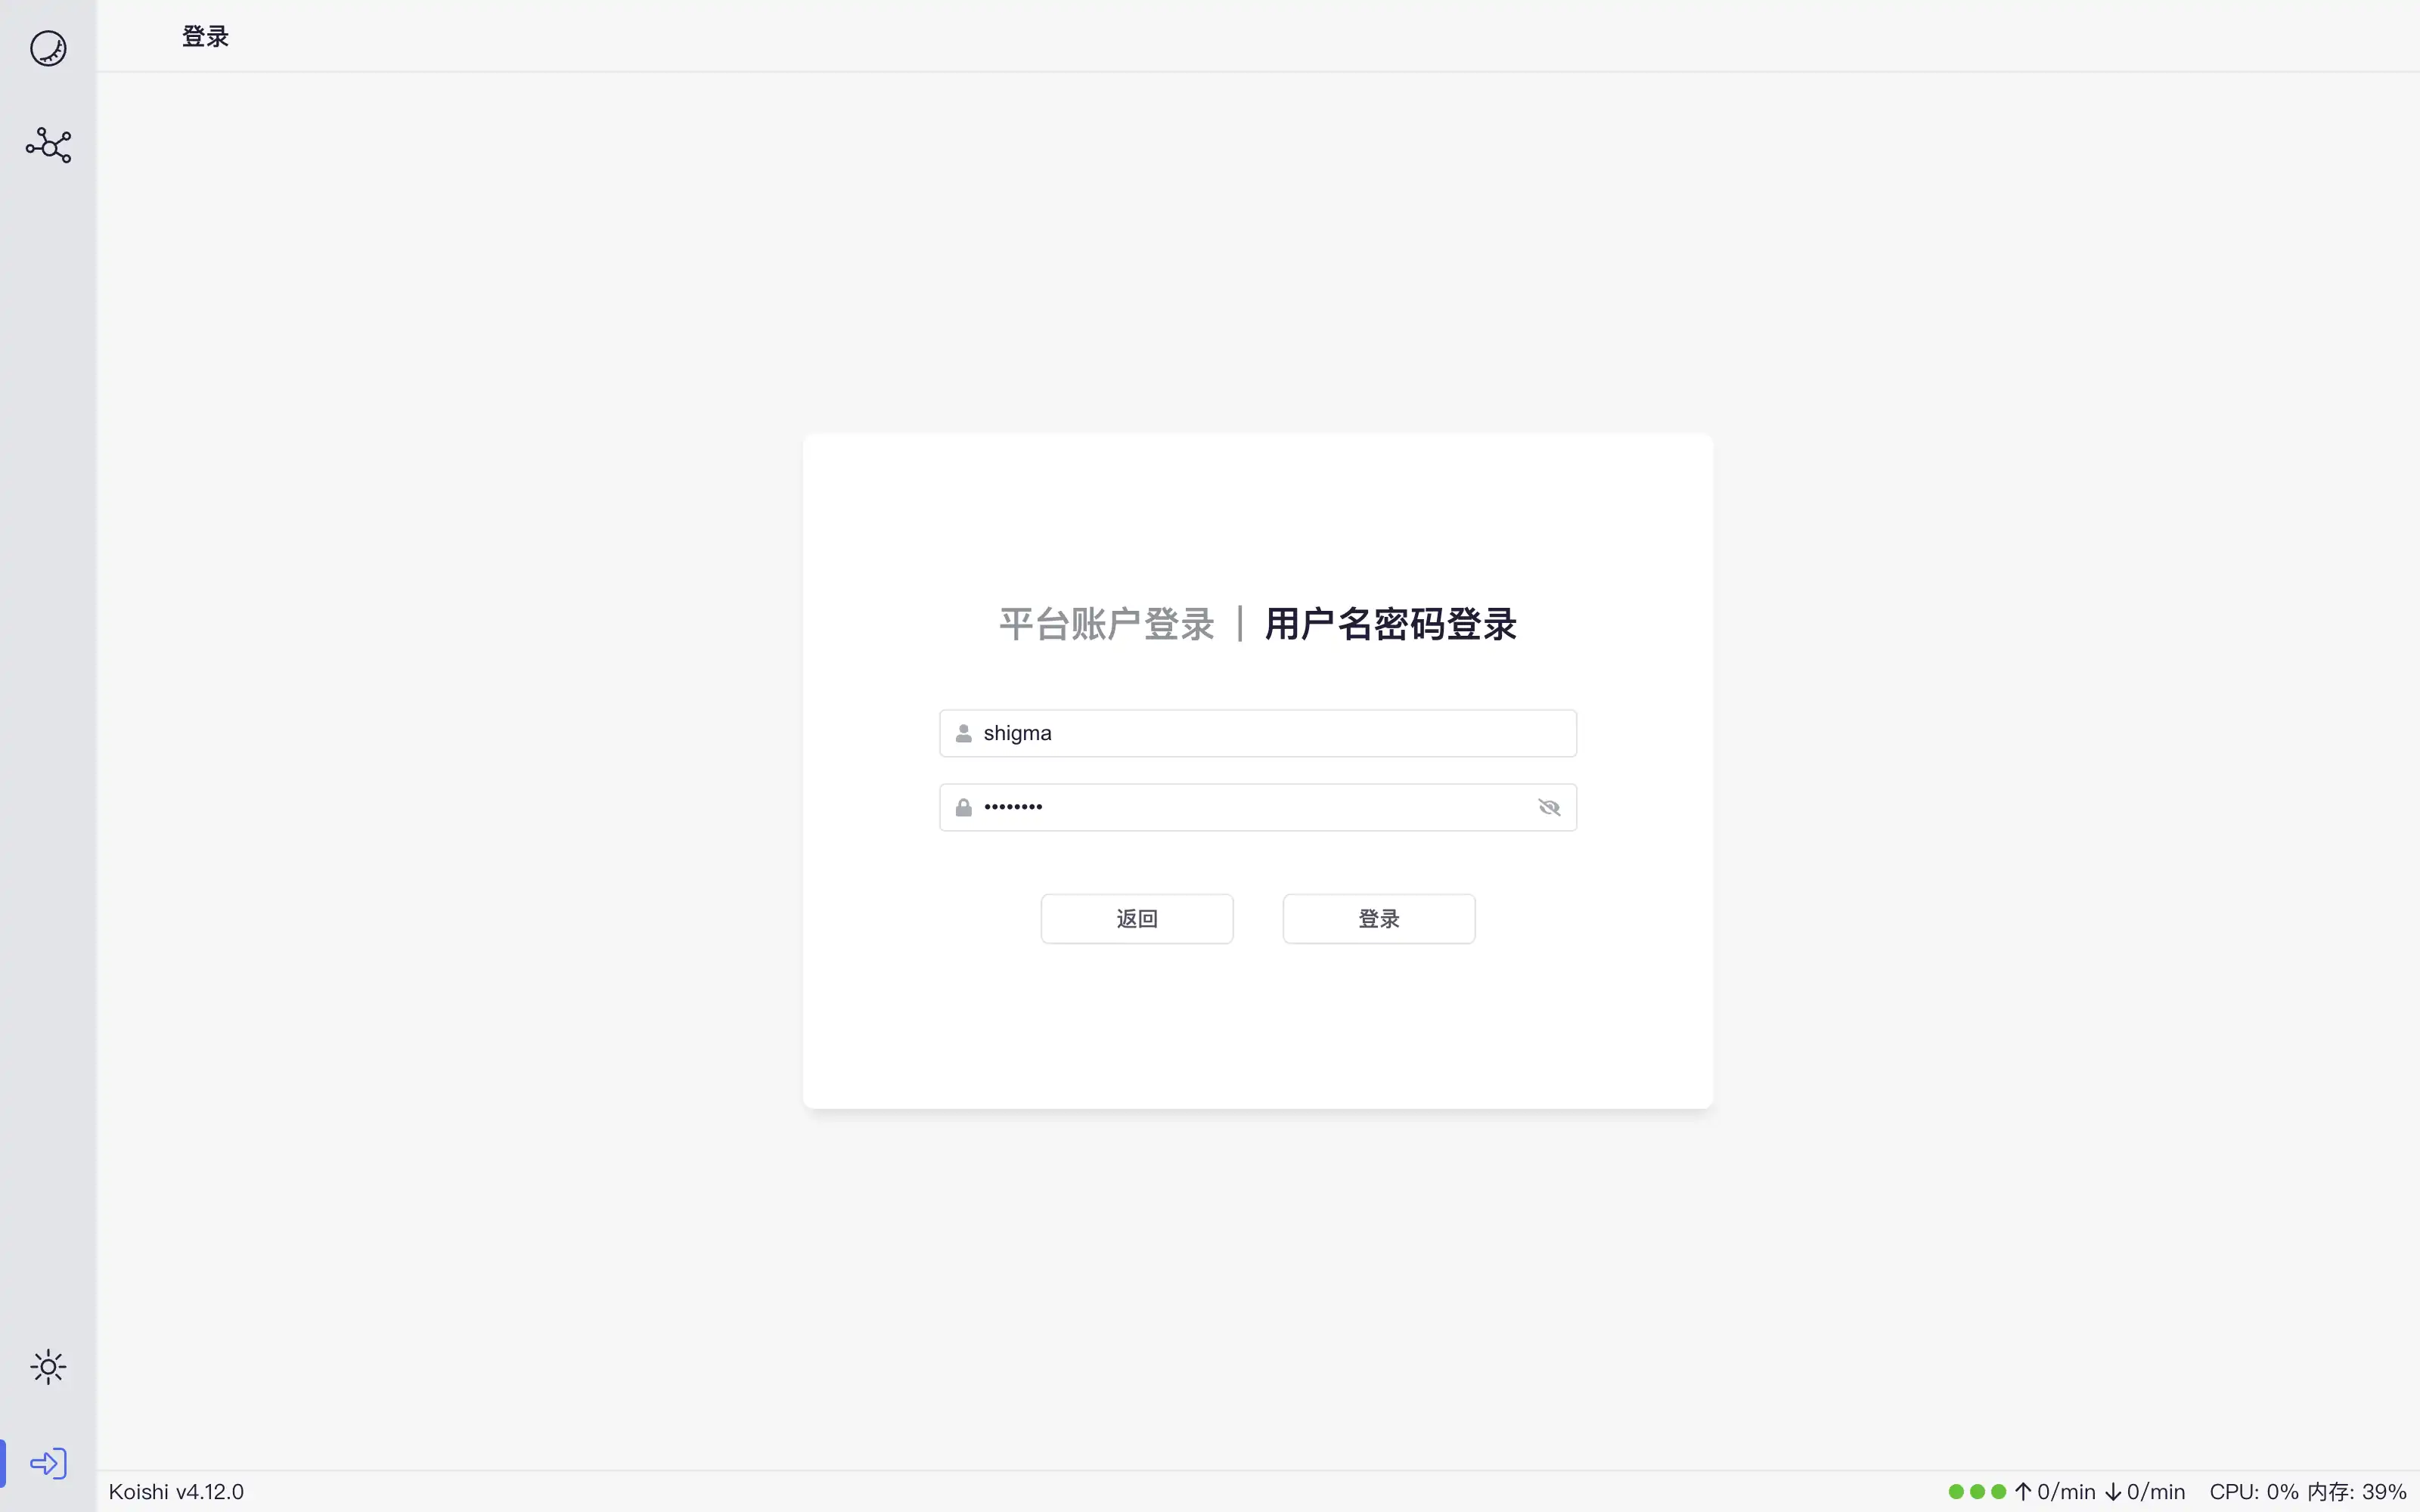 登录
平台账户登录 | 用户名密码登录
shigma
••••••••
返回
登录
Koishi v4.12.0
↑ 0/min ↓ 0/min CPU: 0% 内存: 39%